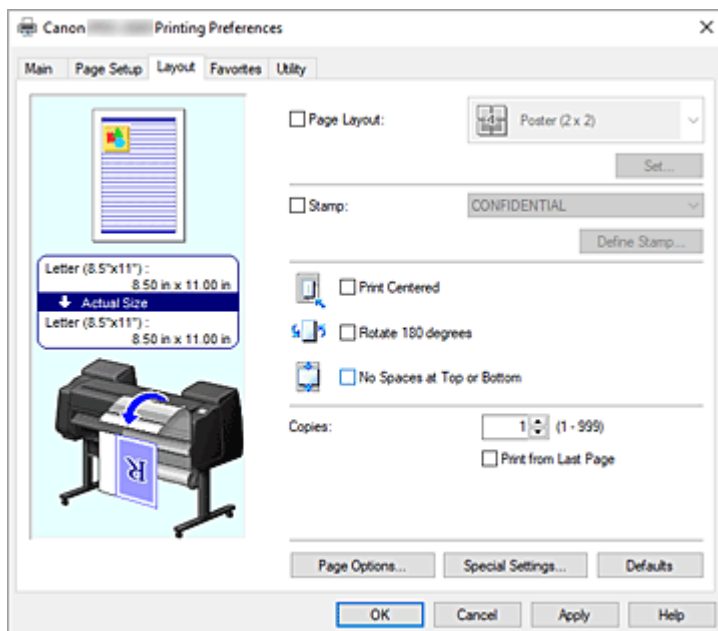 Canon Printing Preferences
Main Page Setup Layout Favorites Utility
Page Layout: Poster (2 x 2)
Set...
Stamp: CONFIDENTIAL
Define Stamp...
Letter (8.5"x11") :
8.50 in x 11.00 in
Actual Size
Letter (8.5"x11") :
8.50 in x 11.00 in
Print Centered
Rotate 180 degrees
No Spaces at Top or Bottom
Copies: 1 (1 - 999)
Print from Last Page
R
Page Options... Special Settings... Defaults
OK Cancel Apply Help